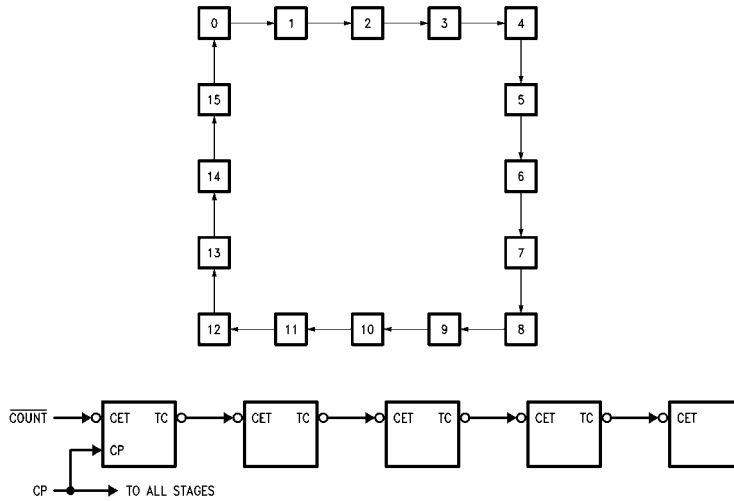 0 1 2 3 4
15 5
14 6
13 7
12 11 10 9 8
COUNT CET TC CET TC CET TC CET TC CET
CP
CP TO ALL STAGES